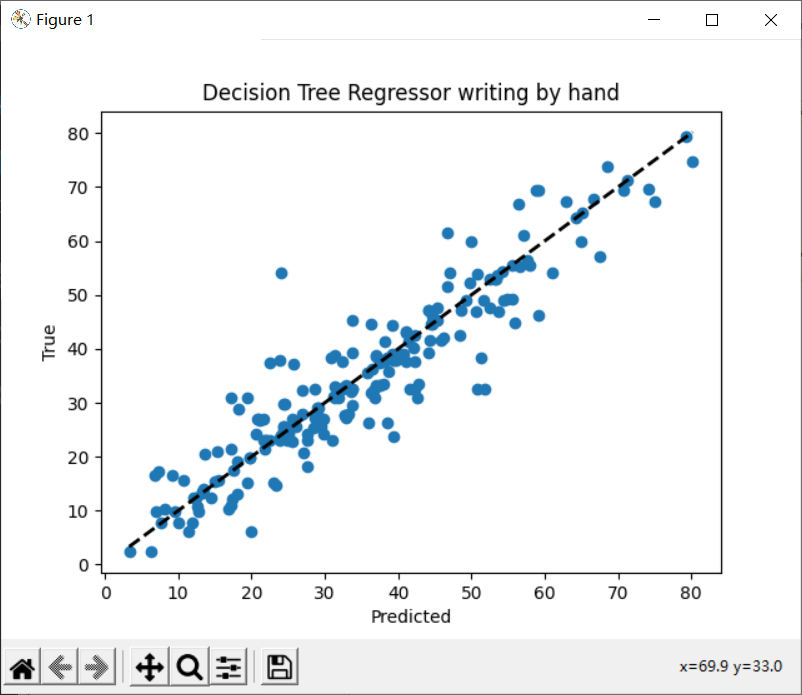 Figure 1
Decision Tree Regressor writing by hand
80
70
60
50
40
30
20
10
0
True
0 10 20 30 40 50 60 70 80
Predicted
x=69.9 y=33.0